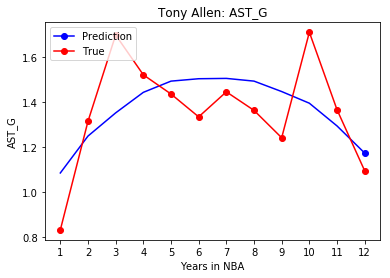 Tony Allen: AST_G
Prediction
True
AST_G
1.6
1.4
1.2
1.0
0.8
1 2 3 4 5 6 7 8 9 10 11 12
Years in NBA